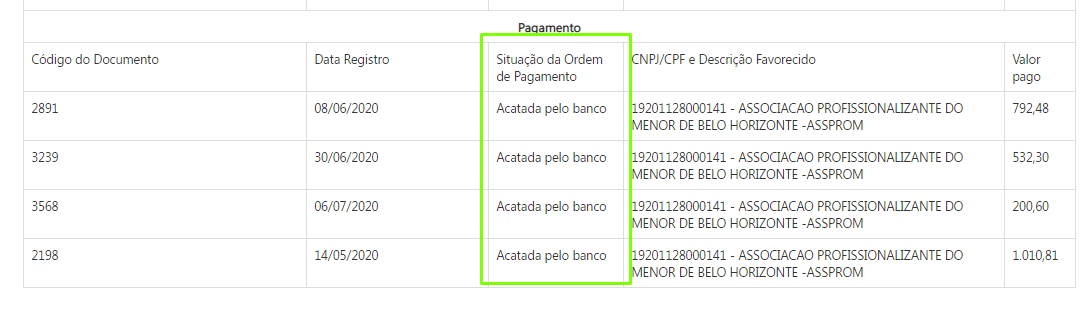 Pagamento
Código do Documento
Data Registro
Situação da Ordem
de Pagamento
CNPJ/CPF e Descrição Favorecido
Valor
pago
2891
08/06/2020
Acatada pelo banco
19201128000141 - ASSOCIACAO PROFISSIONALIZANTE DO
MENOR DE BELO HORIZONTE -ASSPROM
792,48
3239
30/06/2020
Acatada pelo banco
19201128000141 - ASSOCIACAO PROFISSIONALIZANTE DO
MENOR DE BELO HORIZONTE -ASSPROM
532,30
3568
06/07/2020
Acatada pelo banco
19201128000141 - ASSOCIACAO PROFISSIONALIZANTE DO
MENOR DE BELO HORIZONTE -ASSPROM
200,60
2198
14/05/2020
Acatada pelo banco
19201128000141 - ASSOCIACAO PROFISSIONALIZANTE DO
MENOR DE BELO HORIZONTE -ASSPROM
1.010,81